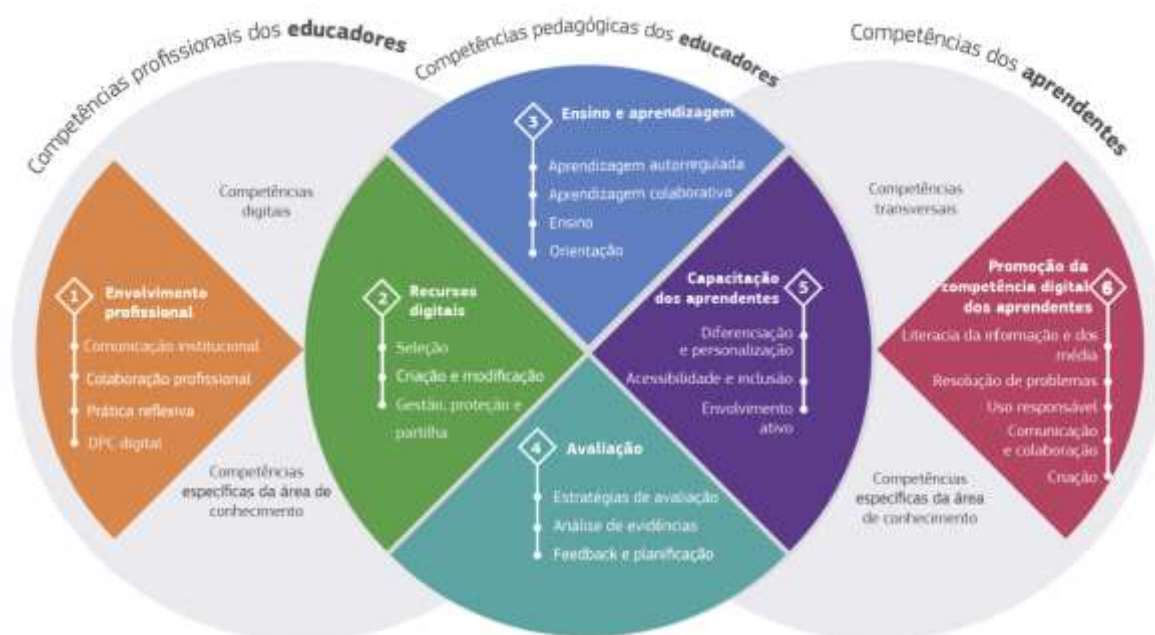 Competências profissionais dos educadores
Competências pedagógicas dos educadores
Competências dos aprendentes
Competências
digitais
Competências
específicas da área de
conhecimento
1
Envolvimento
profissional
Comunicação institucional
Colaboração profissional
Prática reflexiva
DPC digital
2
Recursos
digitais
Seleção
Criação e modificação
Gestão, proteção e
partilha
3
Ensino e aprendizagem
Aprendizagem autorregulada
Aprendizagem colaborativa
Ensino
Orientação
4
Avaliação
Estratégias de avaliação
Análise de evidências
Feedback e planificação
Capacitação
dos aprendentes
5
Diferenciação
e personalização
Acessibilidade e inclusão
Envolvimento
ativo
Competências
transversais
Competências
específicas da área
de conhecimento
Promoção da
competência digital
dos aprendentes
6
Literacia da informação e dos
média
Resolução de problemas
Uso responsável
Comunicação
e colaboração
Criação